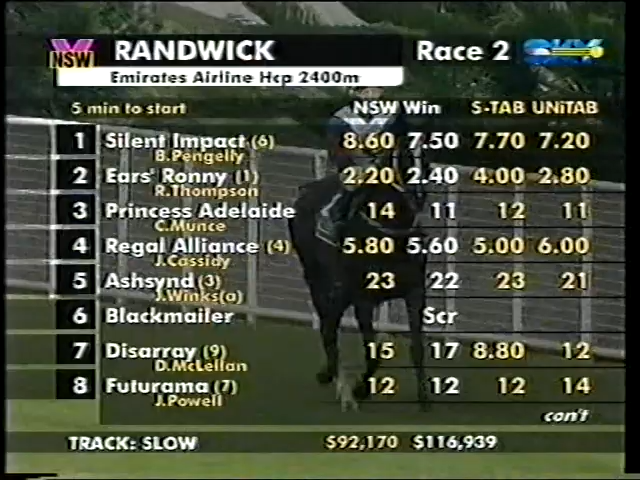 NSW RANDWICK Race 2 SKY
Emirates Airline Hcp 2400m
5 min to start NSW Win S-TAB UNiTAB
1 Silent Impact (6) 8.60 7.50 7.70 7.20
B.Pengelly
2 Ears' Ronny (1) 2.20 2.40 4.00 2.80
R.Thompson
3 Princess Adelaide 14 11 12 11
C.Munce
4 Regal Alliance (4) 5.80 5.60 5.00 6.00
J.Cassidy
5 Ashsynd (3) 23 22 23 21
J.Winks(a)
6 Blackmailer Scr
7 Disarray (9) 15 17 8.80 12
D.McLellan
8 Futurama (7) 12 12 12 14
J.Powell
can't
TRACK: SLOW $92,170 $116,939